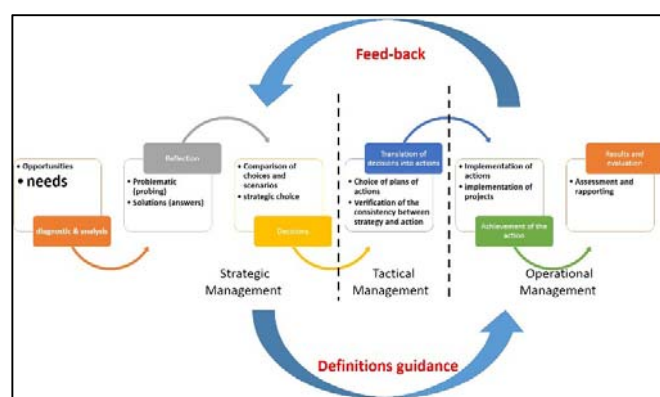 Feed-back
• Opportunities
• needs
diagnostic & analysis
Reflection
• Problematic
(probing)
• Solutions (answers)
• Comparison of
choices and
scenarios
• strategic choice
Decisions
Translation of
decisions into actions
• Choice of plans of
actions
• Verification of the
consistency between
strategy and action
• Implementation of
actions
• implementation of
projects
Achievement of the
action
Results and
evaluation
• Assessment and
rapporting
Strategic
Management
Tactical
Management
Operational
Management
Definitions guidance